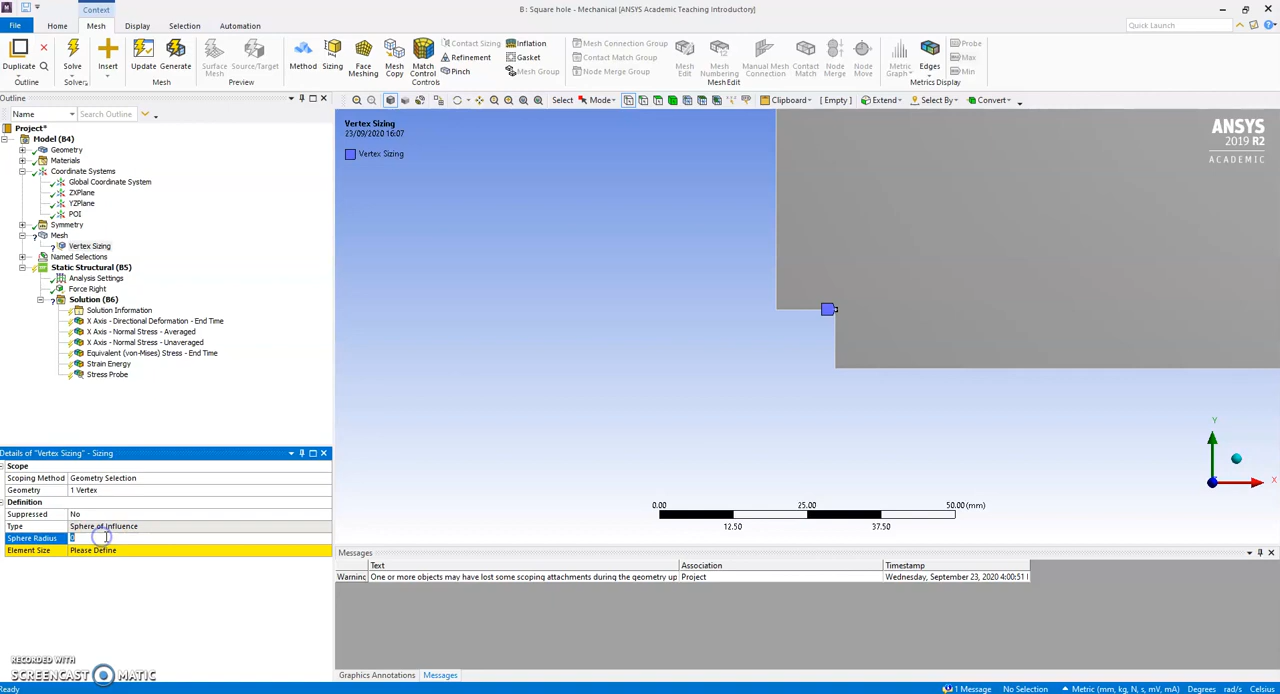 Context
B : Square hole - Mechanical [ANSYS Academic Teaching Introductory]
File Home Mesh Display Selection Automation Quick Launch
Duplicate Solve Insert Update Generate Surface Mesh Source/Target Method Sizing Face Meshing Mesh Copy Match Control Contact Sizing Refinement Pinch Inflation Gasket Mesh Group Mesh Connection Group Contact Match Group Node Merge Group Mesh Edit Mesh Numbering Manual Mesh Connection Contact Match Node Merge Node Move Metric Graph Edges Probe Max Min
Outline Solver Mesh Preview Controls Mesh Edit Metrics Display
Outline
Select Mode Clipboard [ Empty ] Extend Select By Convert
Name Search Outline
Project*
Model (B4)
Geometry
Materials
Coordinate Systems
Global Coordinate System
ZXPlane
YZPlane
POI
Symmetry
Mesh
Vertex Sizing
Named Selections
Static Structural (B5)
Analysis Settings
Force Right
Solution (B6)
Solution Information
X Axis - Directional Deformation - End Time
X Axis - Normal Stress - Averaged
X Axis - Normal Stress - Unaveraged
Equivalent (von-Mises) Stress - End Time
Strain Energy
Stress Probe
Vertex Sizing
23/09/2020 16:07
Vertex Sizing
ANSYS
2019 R2
ACADEMIC
Y
X
0.00 25.00 50.00 (mm)
12.50 37.50
Details of "Vertex Sizing" - Sizing
Scope
Scoping Method Geometry Selection
Geometry 1 Vertex
Definition
Suppressed No
Type Sphere of Influence
Sphere Radius 0
Element Size Please Define
Messages
Text Association Timestamp
Warning One or more objects may have lost some scoping attachments during the geometry up Project Wednesday, September 23, 2020 4:00:51
Graphics Annotations Messages
RECORDED WITH
SCREENCAST MATIC
Ready 1 Message No Selection Metric (mm, kg, N, s, mV, mA) Degrees rad/s Celsius